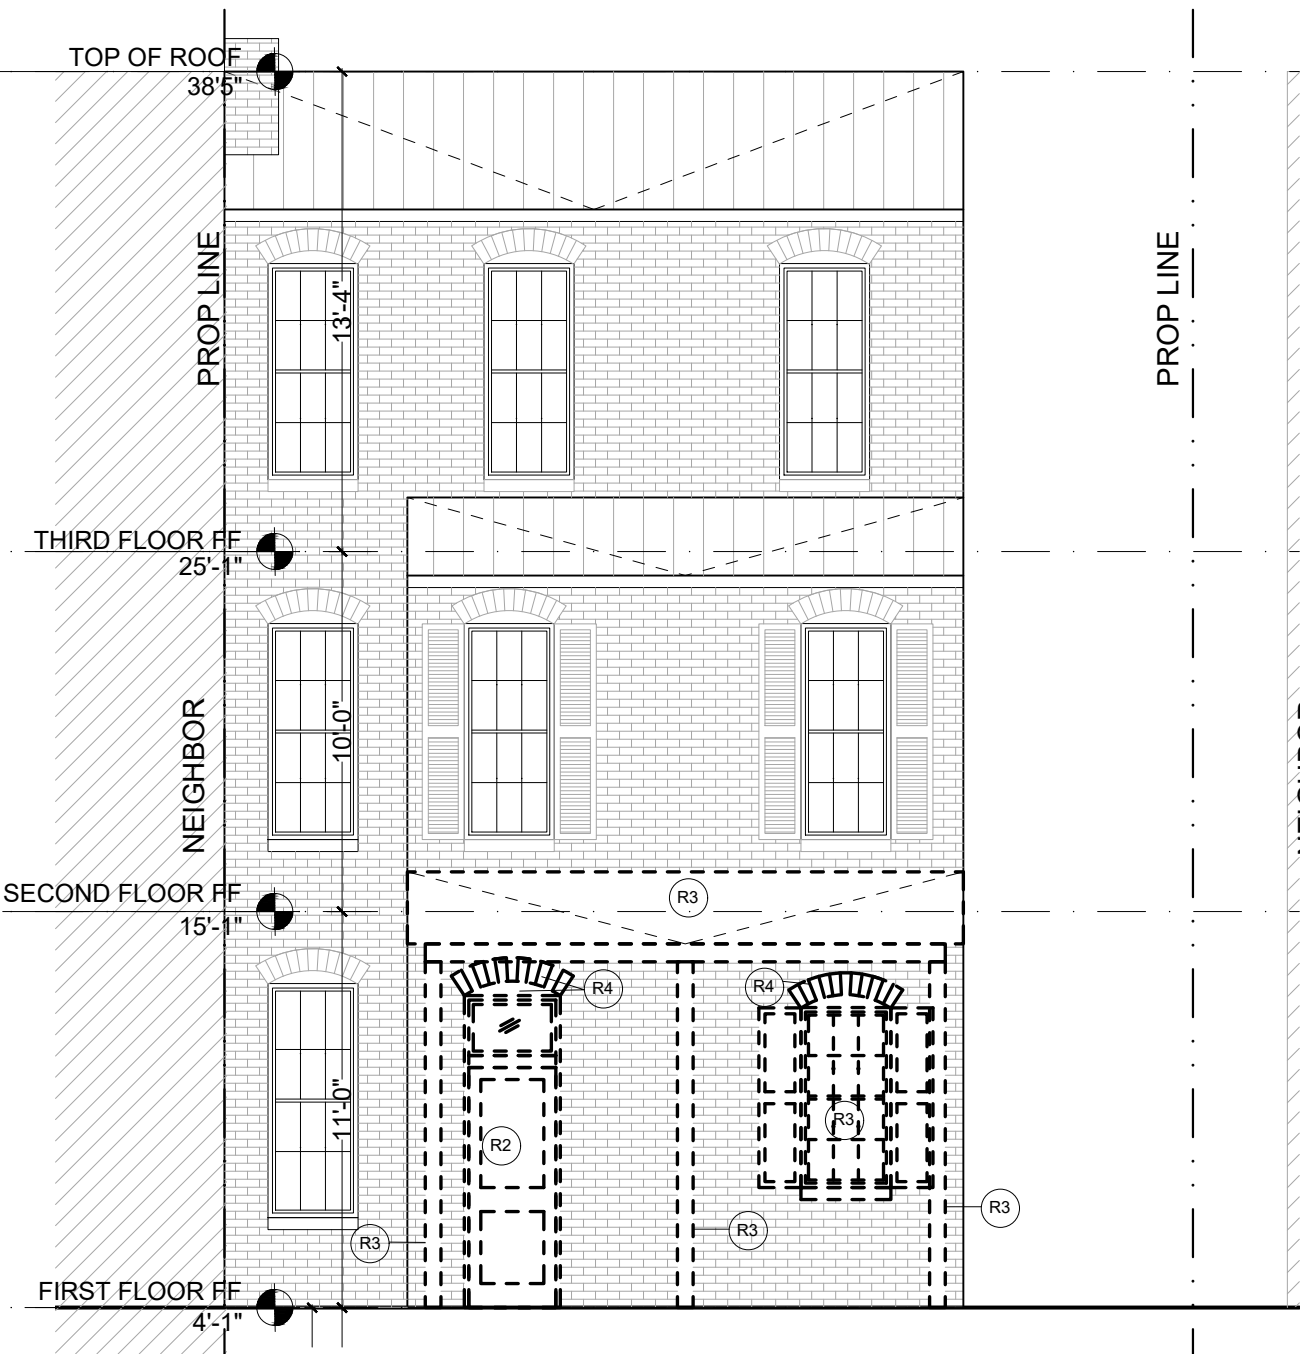 TOP OF ROOF
38'5"
PROP LINE
PROP LINE
13'-4"
THIRD FLOOR FF
25'-1"
NEIGHBOR
10'-0"
SECOND FLOOR FF
15'-1"
R3
R4
R4
11'-0"
R3
R2
R3
R3
R3
FIRST FLOOR FF
4'-1"